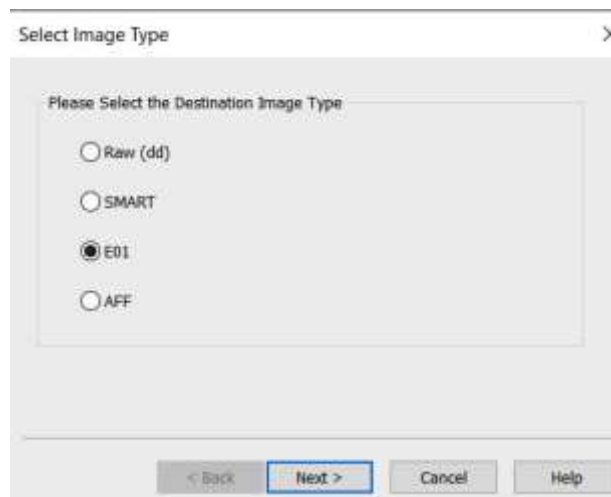 Select Image Type
Please Select the Destination Image Type
Raw (dd)
SMART
E01
AFF
< Back Next > Cancel Help